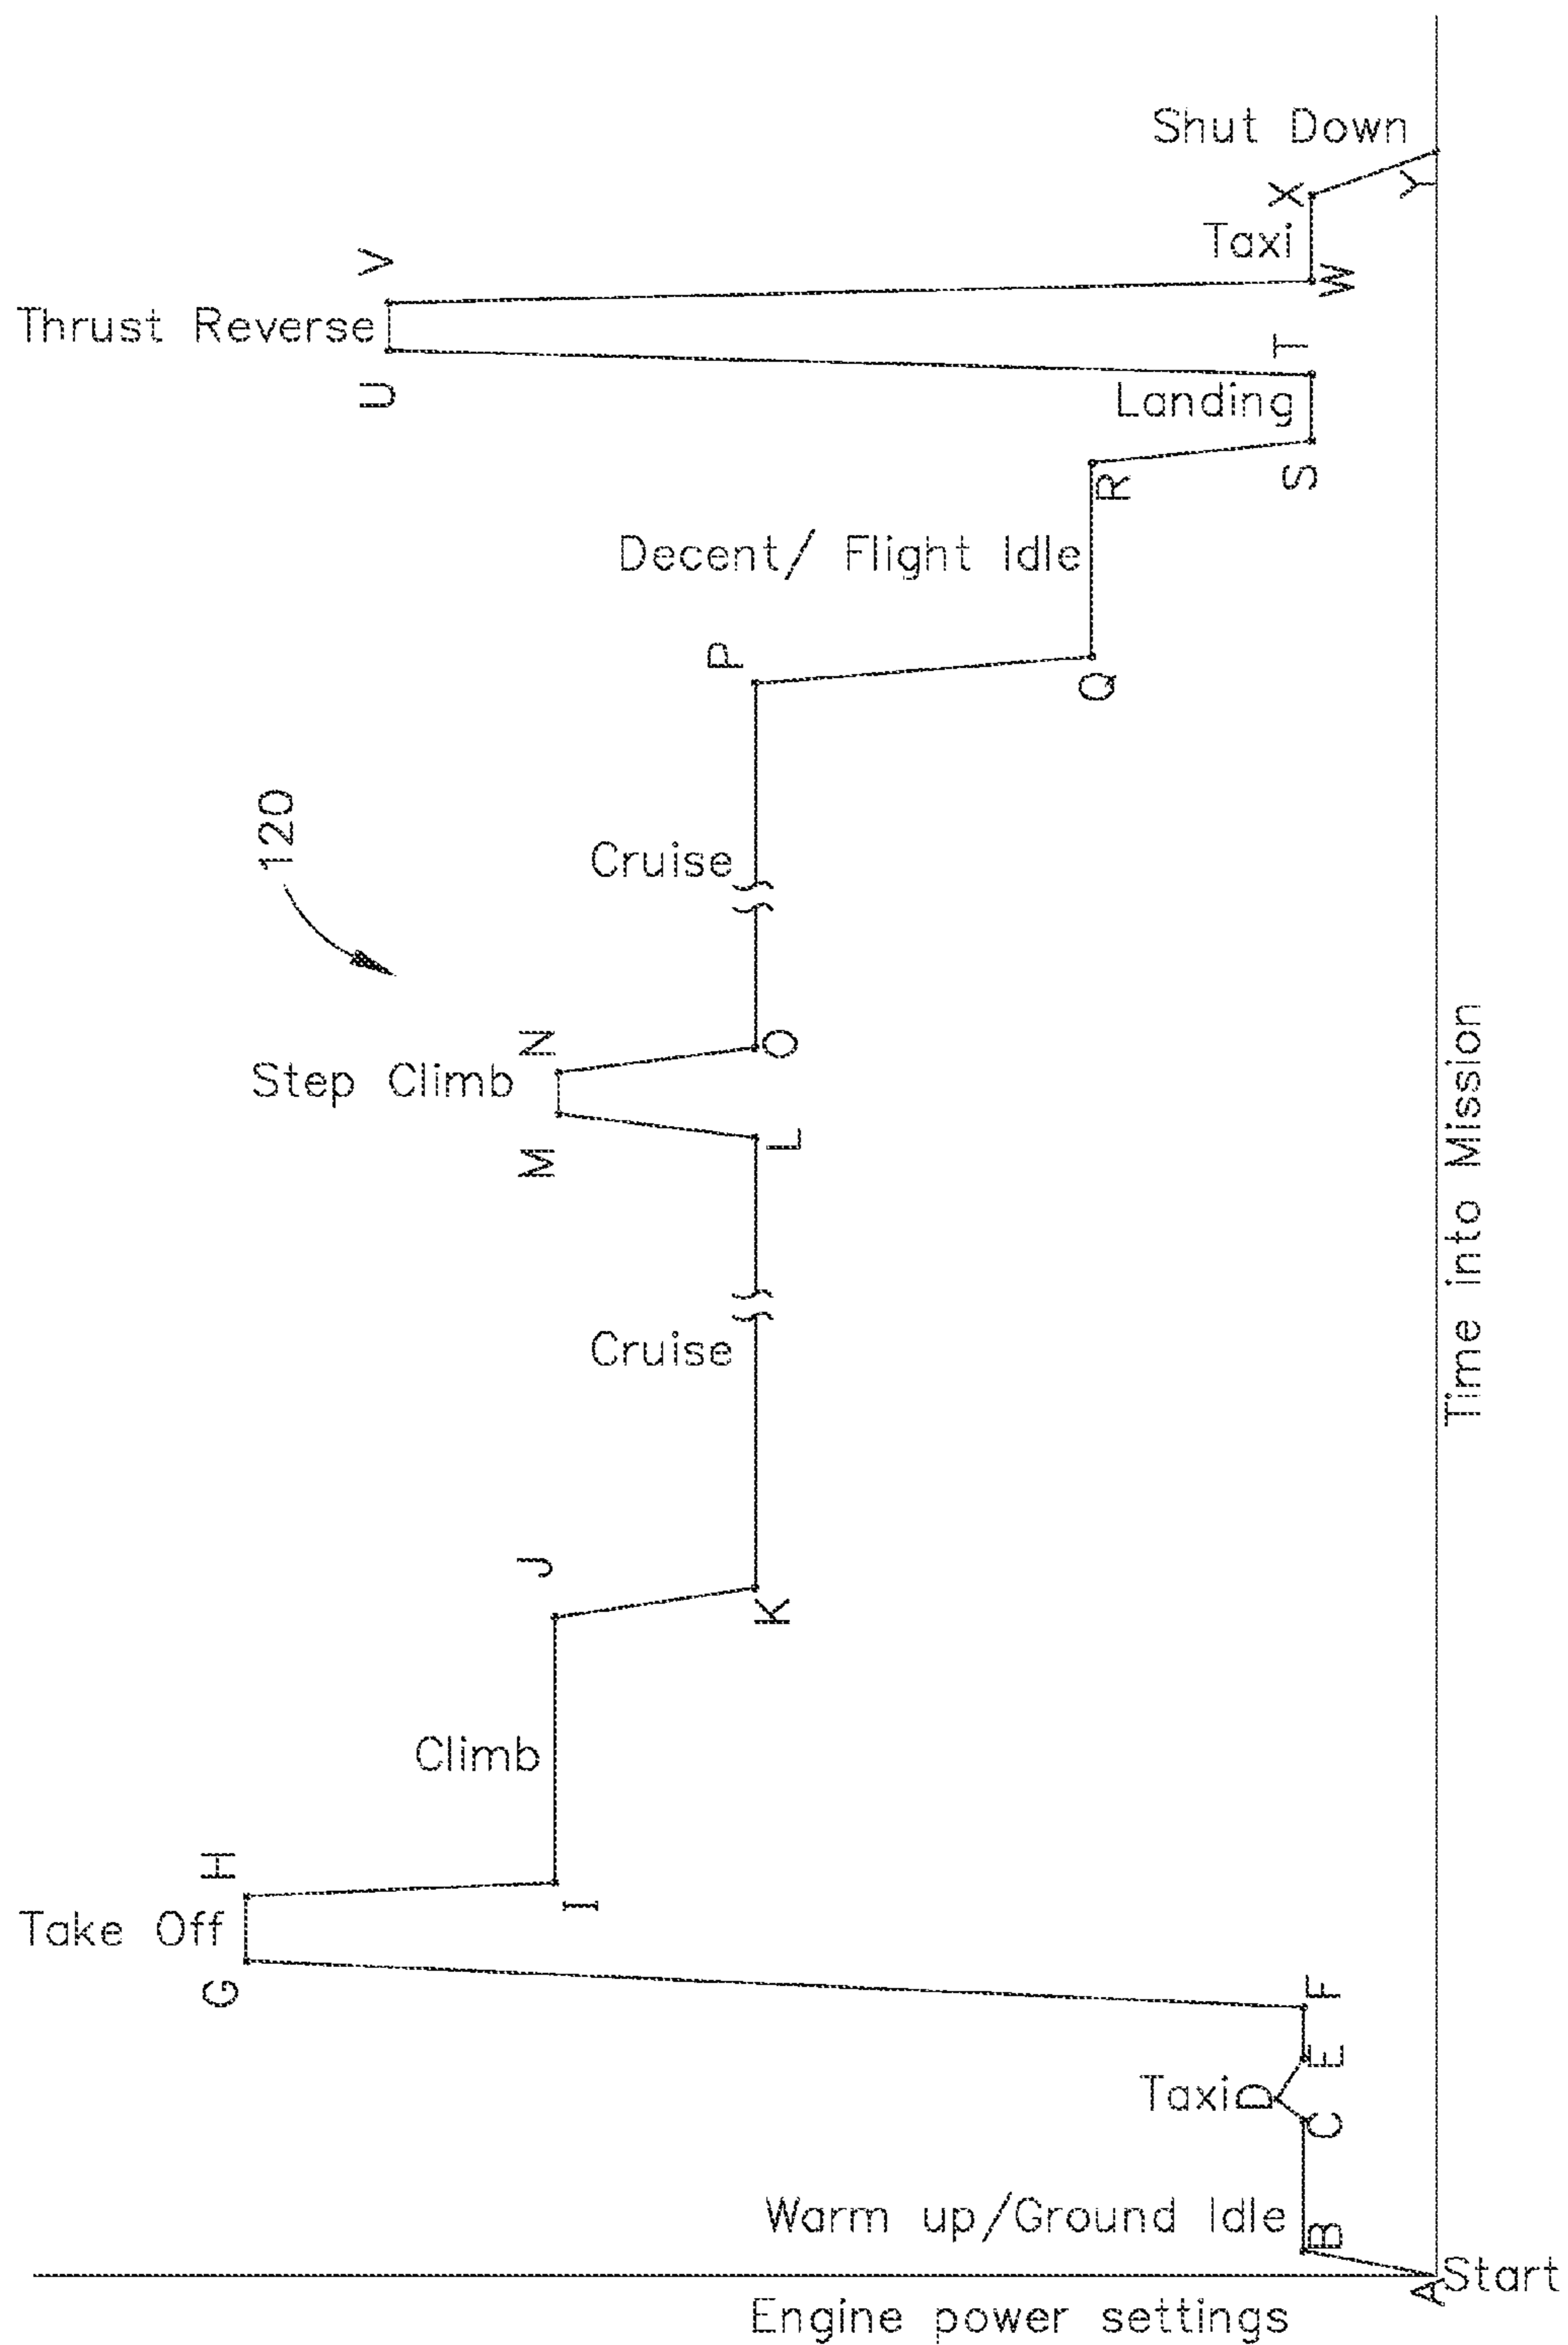 Thrust Reverse
U
V
Shut Down
X
Y
Taxi
W
T
Landing
S
R
Decent/ Flight Idle
Q
P
120
Cruise
N
O
Step Climb
M
L
Cruise
J
K
Climb
H
I
Take Off
G
F
E
Taxi
D
C
Warm up/Ground Idle
B
A
Start
Engine power settings
Time into Mission